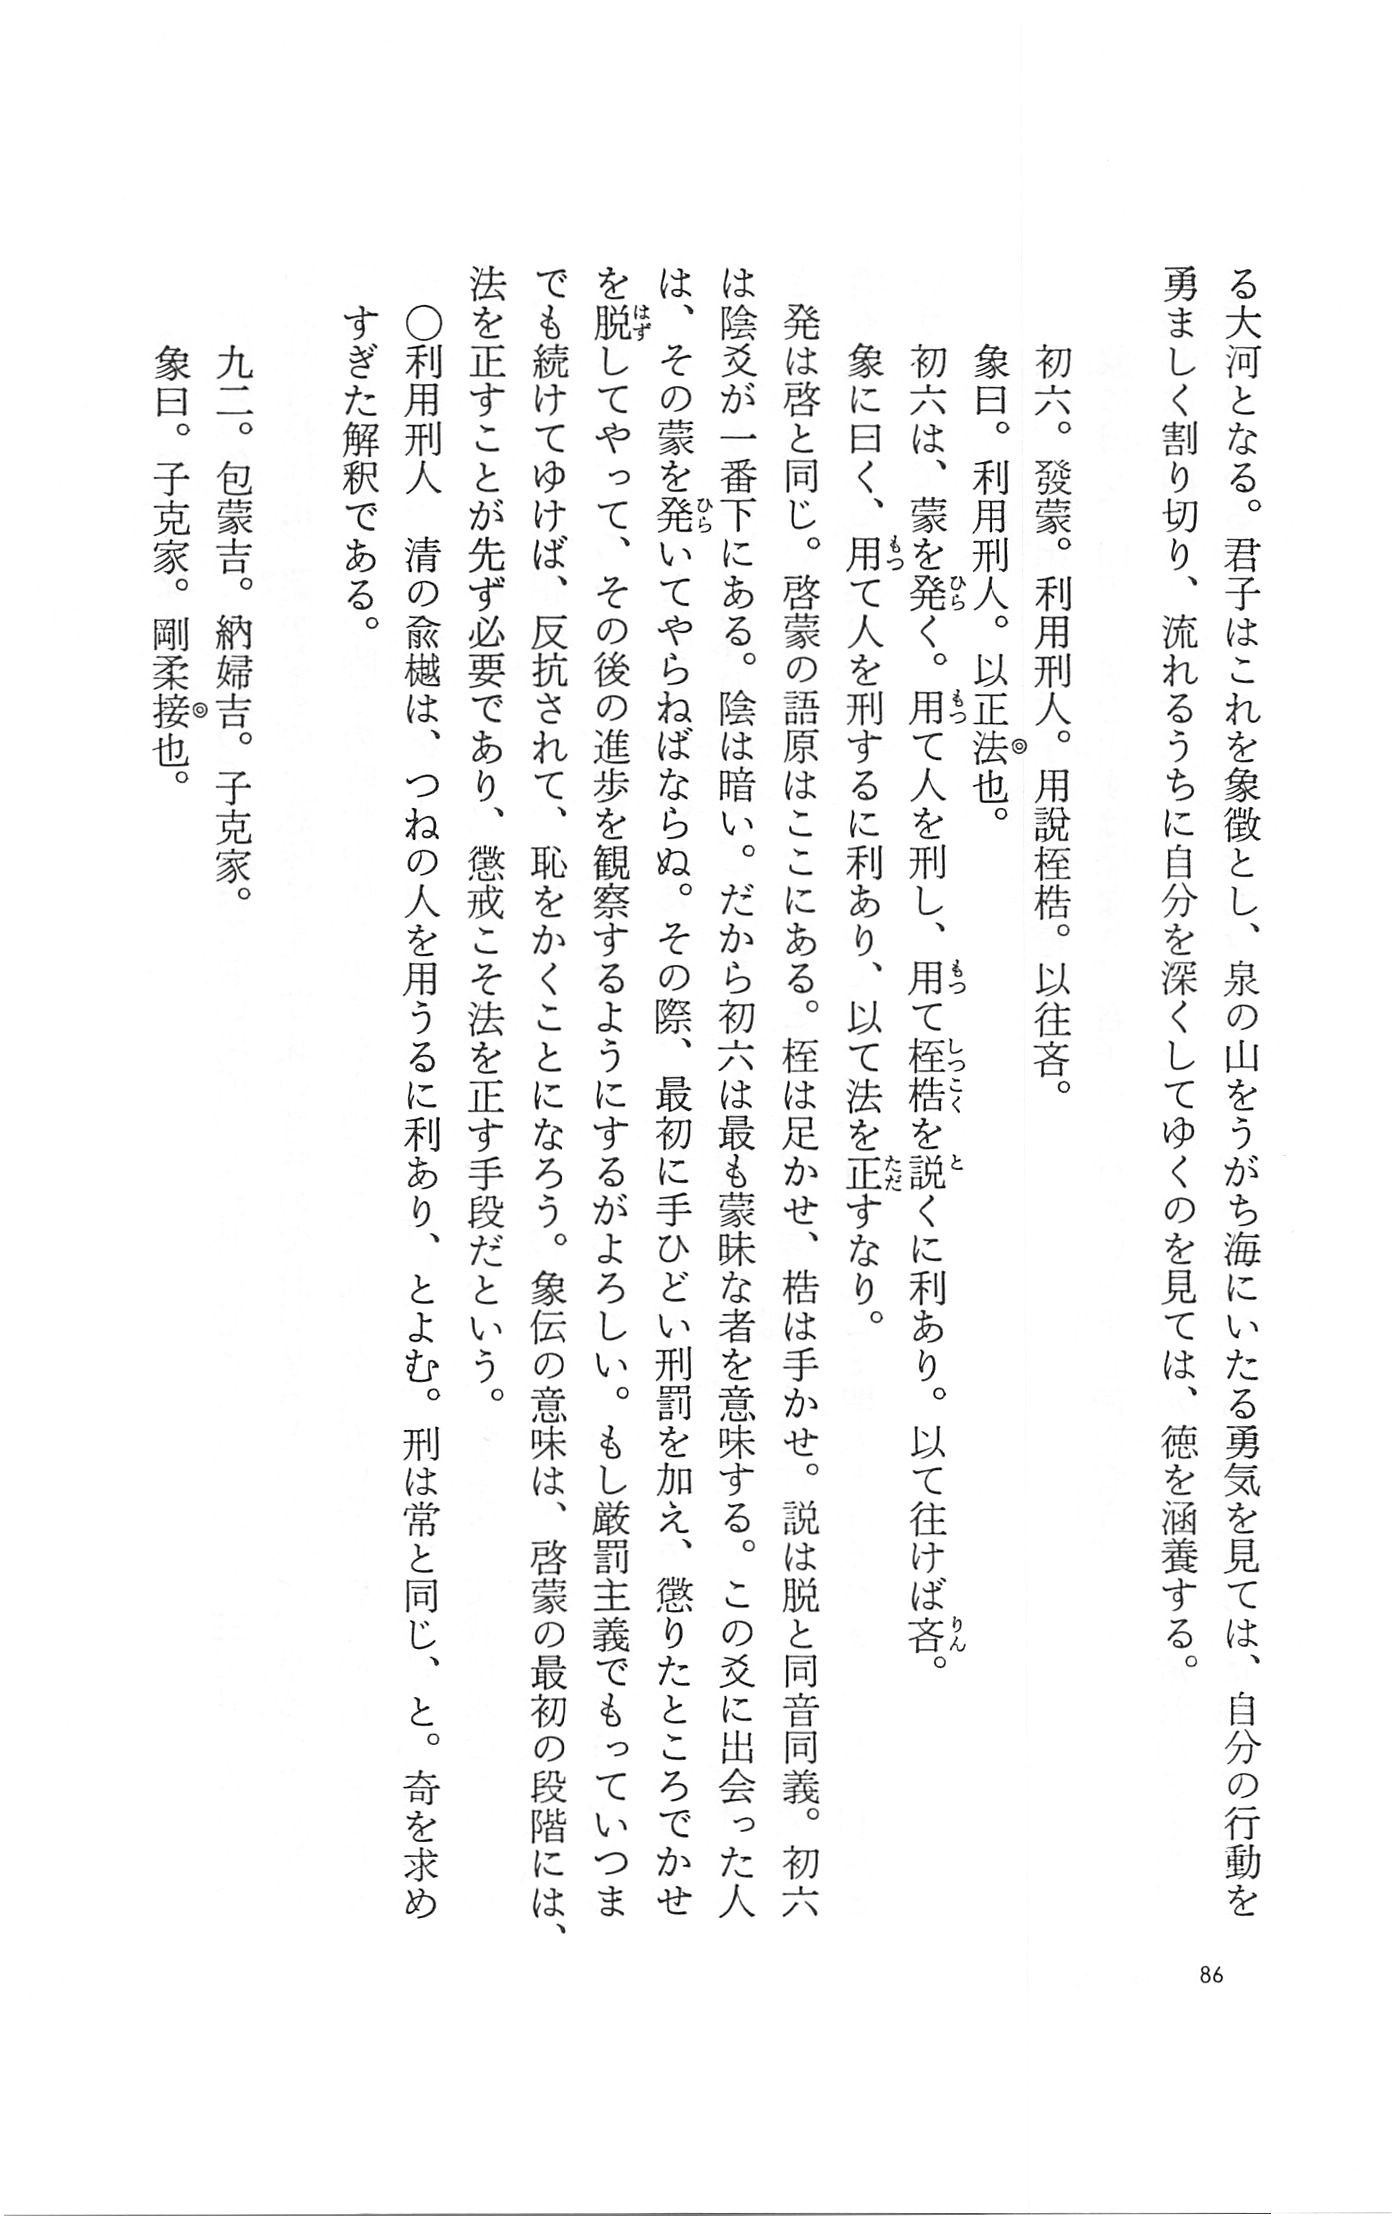 る大河となる。君子はこれを象徴とし、泉の山をうがち海にいたる勇気を見ては、自分の行動を
勇ましく割り切り、流れるうちに自分を深くしてゆくのを見ては、徳を涵養する。
初六。發蒙。利用刑人。用説桎梏。以往吝。
象曰。利用刑人。以正法◎也。
初六は、蒙を発ひらく。用もつて人を刑し、用もつて桎梏しつこくを説とくに利あり。以て往けば吝りん。
象に曰く、用もつて人を刑するに利あり、以て法を正ただすなり。
発は啓と同じ。啓蒙の語原はここにある。桎は足かせ、梏は手かせ。説は脱と同音同義。初六
は陰爻が一番下にある。陰は暗い。だから初六は最も蒙昧な者を意味する。この爻に出会った人
は、その蒙を発ひらいてやらねばならぬ。その際、最初に手ひどい刑罰を加え、懲りたところでかせ
を脱はずしてやって、その後の進歩を観察するようにするがよろしい。もし厳罰主義でもっていつま
でも続けてゆけば、反抗されて、恥をかくことになろう。象伝の意味は、啓蒙の最初の段階には、
法を正すことが先ず必要であり、懲戒こそ法を正す手段だという。
〇利用刑人　清の兪樾は、つねの人を用うるに利あり、とよむ。刑は常と同じ、と。奇を求め
すぎた解釈である。
九二。包蒙吉。納婦吉。子克家。
象曰。子克家。剛柔接◎也。
86